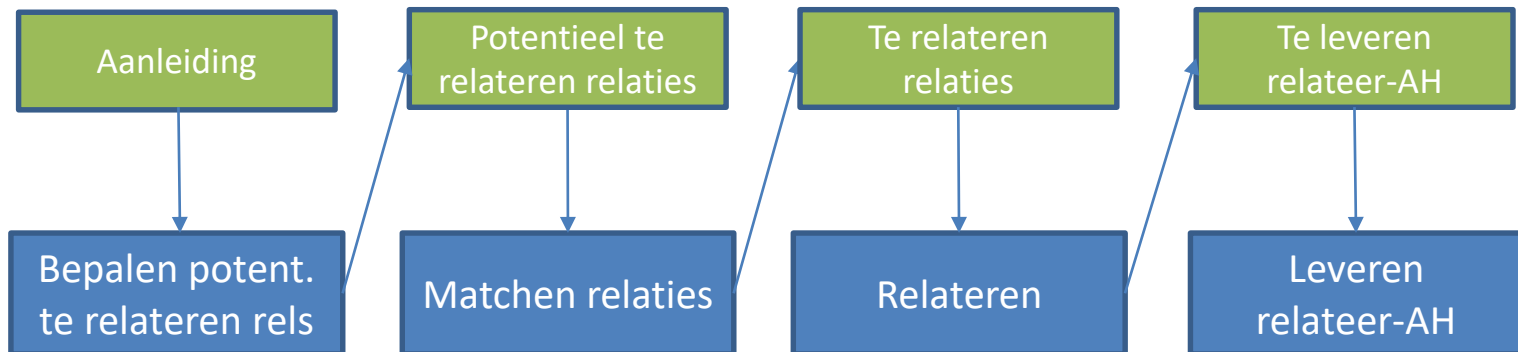 Aanleiding
Potentieel te
relateren relaties
Te relateren
relaties
Te leveren
relateer-AH
Bepalen potent.
te relateren rels
Matchen relaties
Relateren
Leveren
relateer-AH